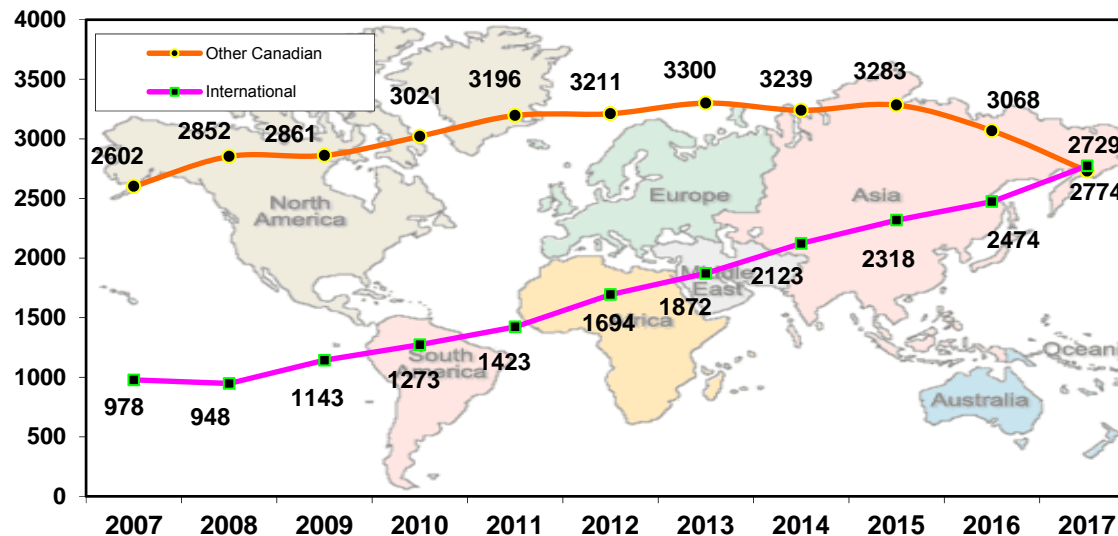 4000
3500
3000
2500
2000
1500
1000
500
0
Other Canadian
International
2602
2852
2861
3021
3196
3211
3300
3239
3283
3068
2729
2774
978
948
1143
1273
1423
1694
1872
2123
2318
2474
North
America
South
America
Europe
Asia
Middle
East
Africa
Oceani
Australia
2007 2008 2009 2010 2011 2012 2013 2014 2015 2016 2017